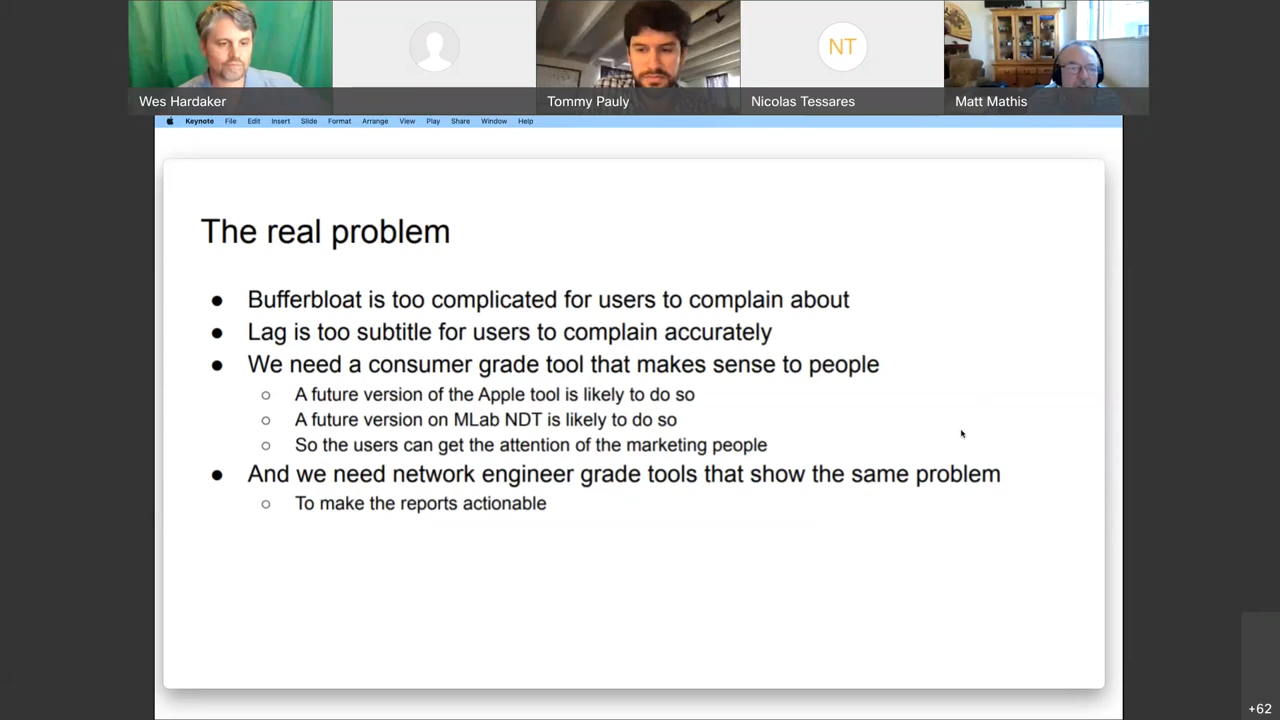 NT
Wes Hardaker
Tommy Pauly
Nicolas Tessares
Matt Mathis
Keynote File Edit Insert Slide Format Arrange View Play Share Window Help
The real problem
● Bufferbloat is too complicated for users to complain about
● Lag is too subtitle for users to complain accurately
● We need a consumer grade tool that makes sense to people
○ A future version of the Apple tool is likely to do so
○ A future version on MLab NDT is likely to do so
○ So the users can get the attention of the marketing people
● And we need network engineer grade tools that show the same problem
○ To make the reports actionable
+62